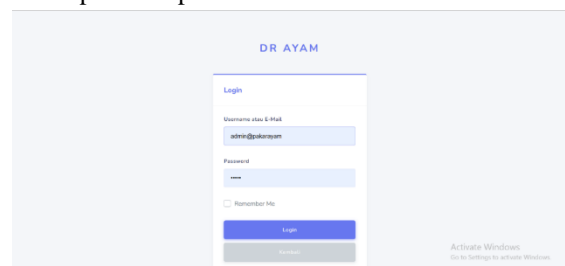 DR AYAM
Login
Username atau E-Mail
admin@pakarayam
Password
•••••
Remember Me
Login
Activate Windows
Go to Settings to activate Windows.